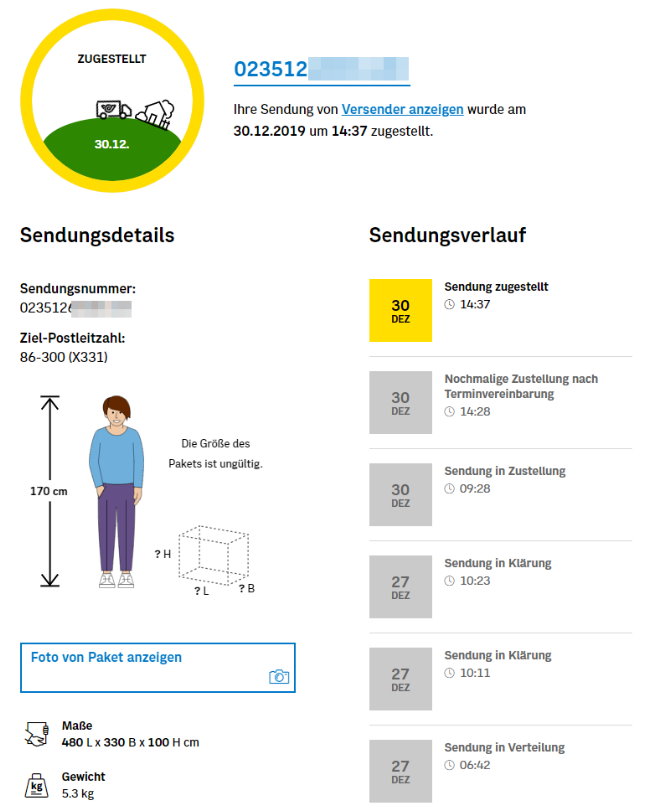 ZUGESTELLT
30.12.
023512
Ihre Sendung von Versender anzeigen wurde am
30.12.2019 um 14:37 zugestellt.
Sendungsdetails
Sendungsnummer:
023512
Ziel-Postleitzahl:
86-300 (X331)
170 cm
Die Größe des
Pakets ist ungültig.
? H
? L
? B
Foto von Paket anzeigen
Maße
480 L x 330 B x 100 H cm
kg
Gewicht
5.3 kg
Sendungsverlauf
30
DEZ
Sendung zugestellt
14:37
30
DEZ
Nochmalige Zustellung nach
Terminvereinbarung
14:28
30
DEZ
Sendung in Zustellung
09:28
27
DEZ
Sendung in Klärung
10:23
27
DEZ
Sendung in Klärung
10:11
27
DEZ
Sendung in Verteilung
06:42